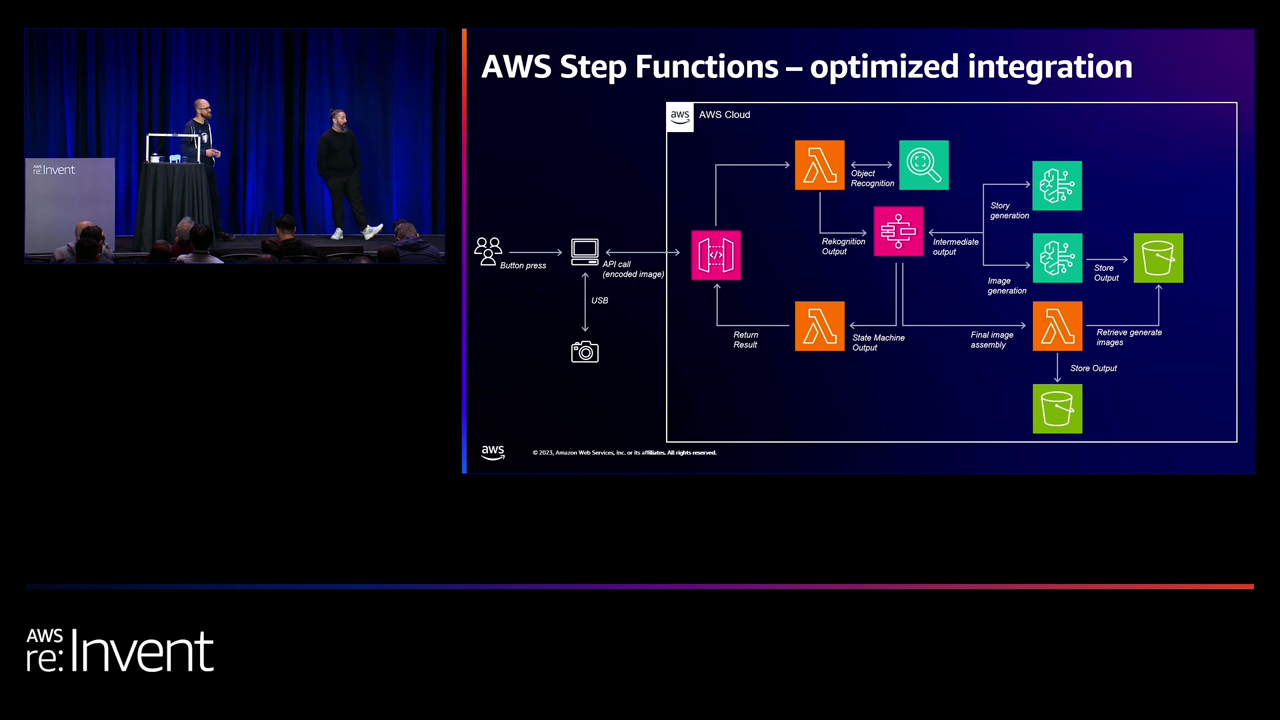 AWS
re:Invent
AWS Step Functions – optimized integration
aws
AWS Cloud
Object
Recognition
Story
generation
Rekognition
Output
Intermediate
output
Button press
API call
(encoded image)
Image
generation
Store
Output
USB
Return
Result
State Machine
Output
Final image
assembly
Retrieve generate
images
Store Output
aws
© 2023, Amazon Web Services, Inc. or its affiliates. All rights reserved.
AWS
re:Invent